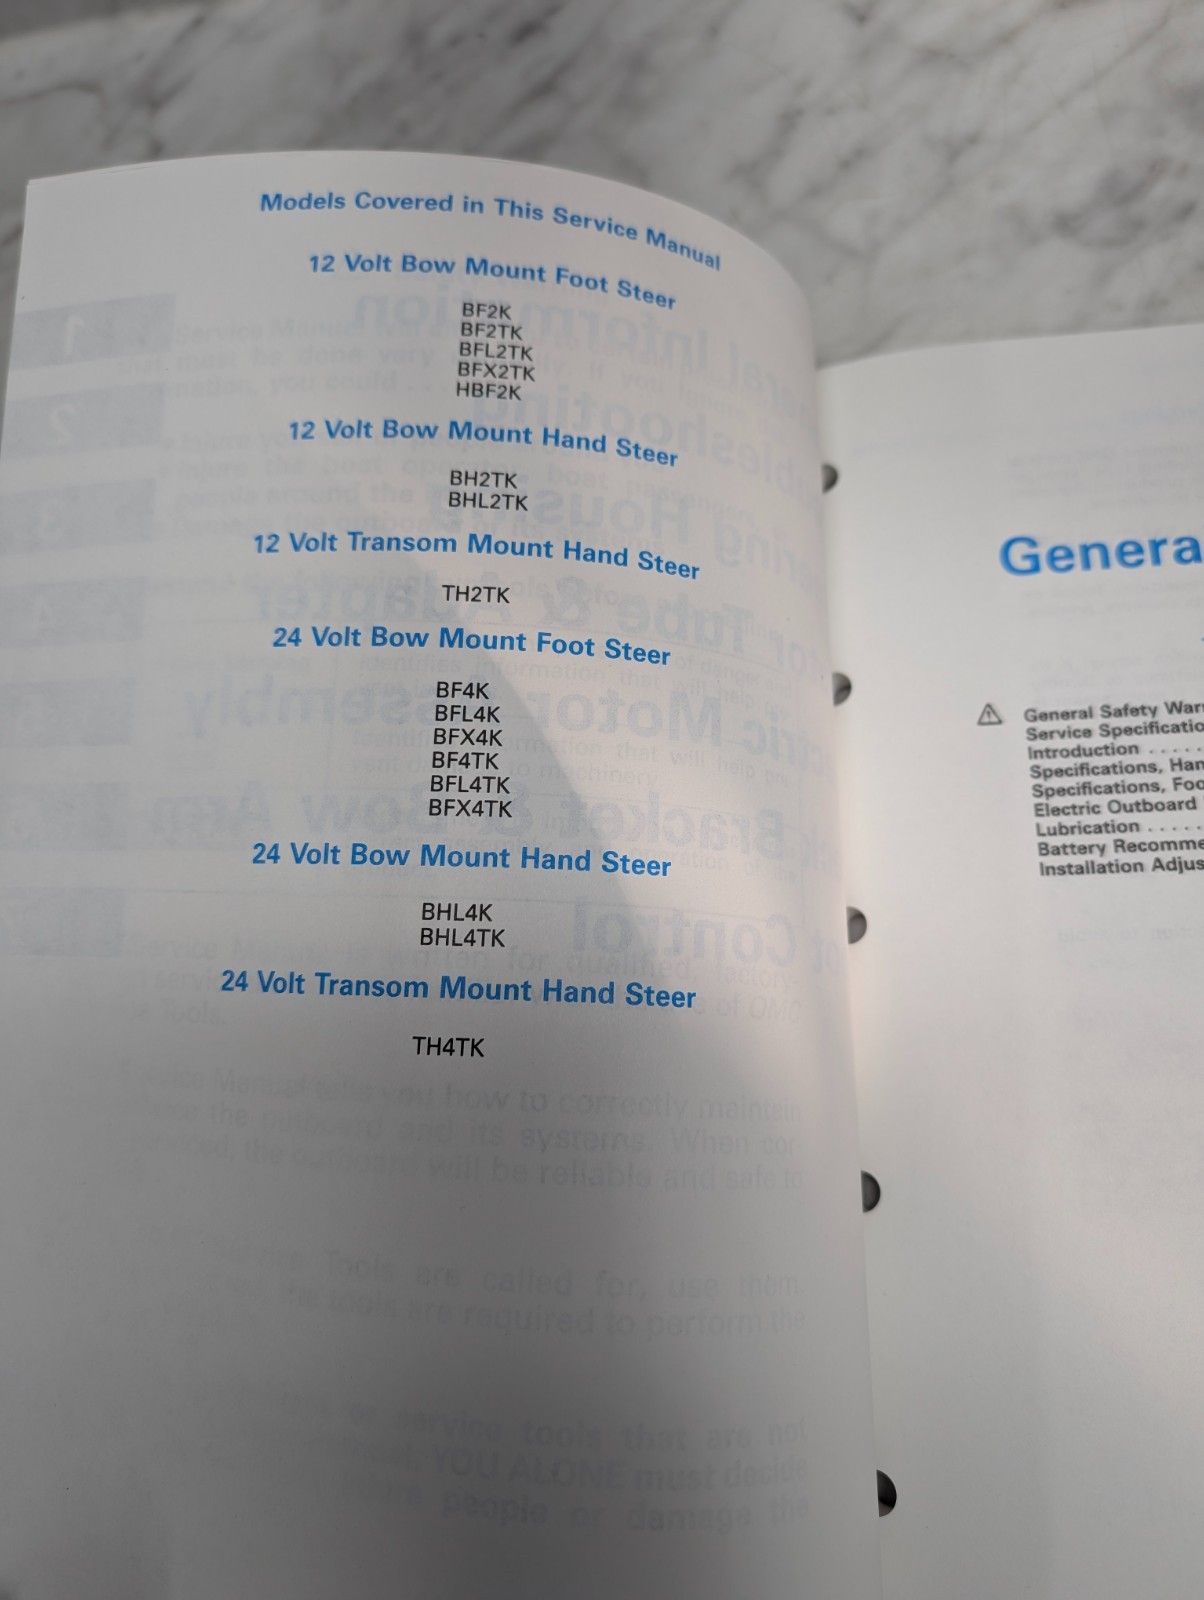 Models Covered in This Service Manual
12 Volt Bow Mount Foot Steer
BF2K
BF2TK
BFL2TK
BFX2TK
HBF2K
12 Volt Bow Mount Hand Steer
BH2TK
BHL2TK
12 Volt Transom Mount Hand Steer
TH2TK
24 Volt Bow Mount Foot Steer
BF4K
BFL4K
BFX4K
BF4TK
BFL4TK
BFX4TK
24 Volt Bow Mount Hand Steer
BHL4K
BHL4TK
24 Volt Transom Mount Hand Steer
TH4TK
Genera
General Safety War
Service Specificatio
Introduction . . . . .
Specifications, Han
Specifications, Foo
Electric Outboard
Lubrication . . . . .
Battery Recomme
Installation Adjus